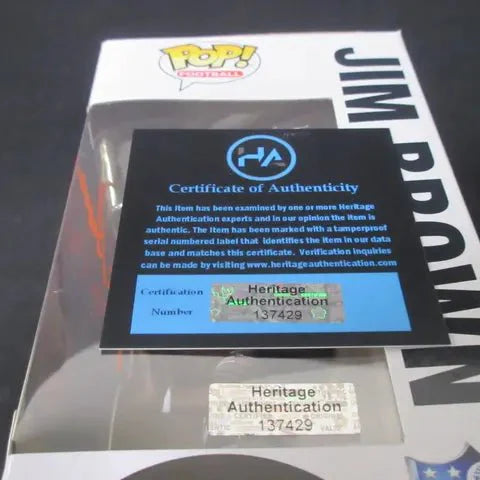 POP!
FOOTBALL
JIM BROWN
HA
Certificate of Authenticity
This item has been examined by one or more Heritage
Authentication experts and in our opinion the item is
authentic. The Item has been marked with a tamperproof
serial numbered label that identifies the item in our data
base and matches this certificate. Verification inquiries
can be made by visiting www.heritageauthentication.com
Certification
Number
Heritage
Authentication
137429
Heritage
Authentication
137429